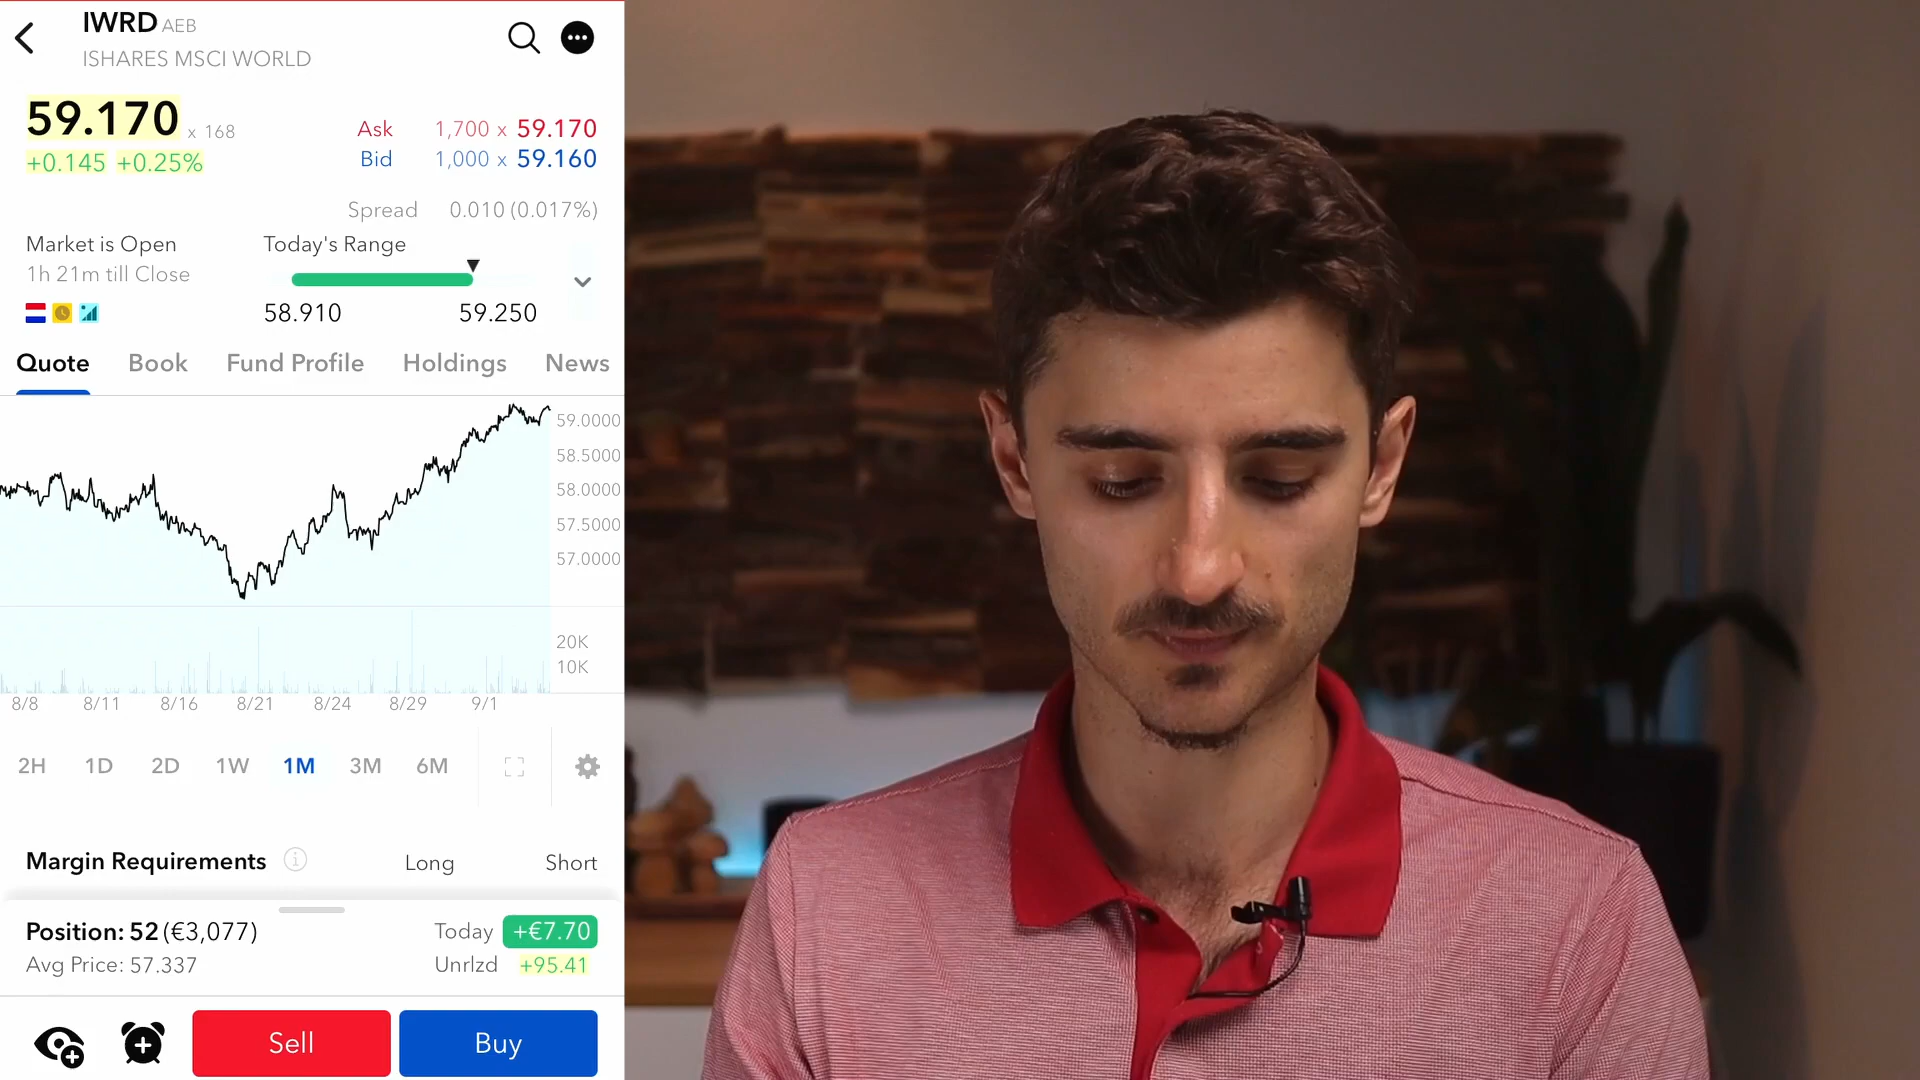 IWRD AEB
ISHARES MSCI WORLD
59.170 x 168
+0.145 +0.25%
Ask 1,700 x 59.170
Bid 1,000 x 59.160
Spread 0.010 (0.017%)
Market is Open
1h 21m till Close
Today's Range
58.910 59.250
Quote Book Fund Profile Holdings News
59.0000
58.5000
58.0000
57.5000
57.0000
20K
10K
8/8 8/11 8/16 8/21 8/24 8/29 9/1
2H 1D 2D 1W 1M 3M 6M
Margin Requirements Long Short
Position: 52 (€3,077) Today +€7.70
Avg Price: 57.337 Unrlzd +95.41
Sell Buy